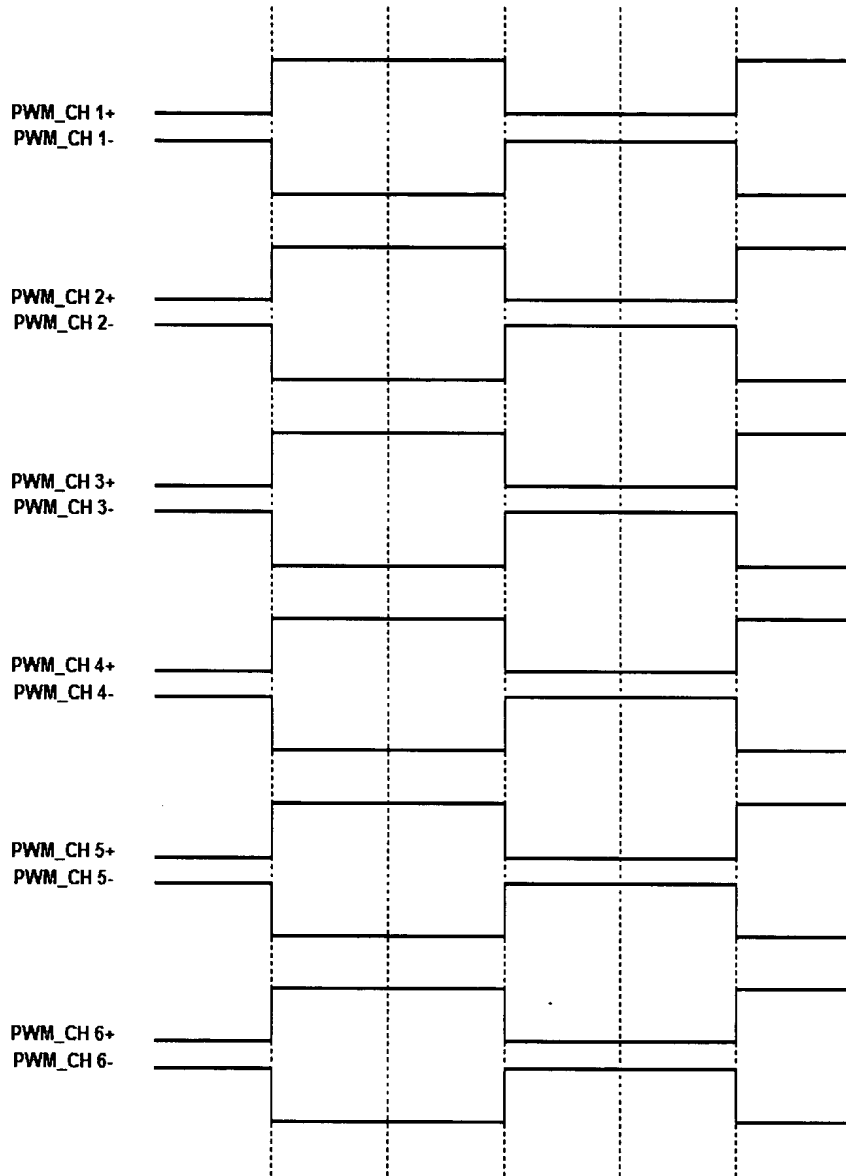 PWM_CH 1+
PWM_CH 1-
PWM_CH 2+
PWM_CH 2-
PWM_CH 3+
PWM_CH 3-
PWM_CH 4+
PWM_CH 4-
PWM_CH 5+
PWM_CH 5-
PWM_CH 6+
PWM_CH 6-